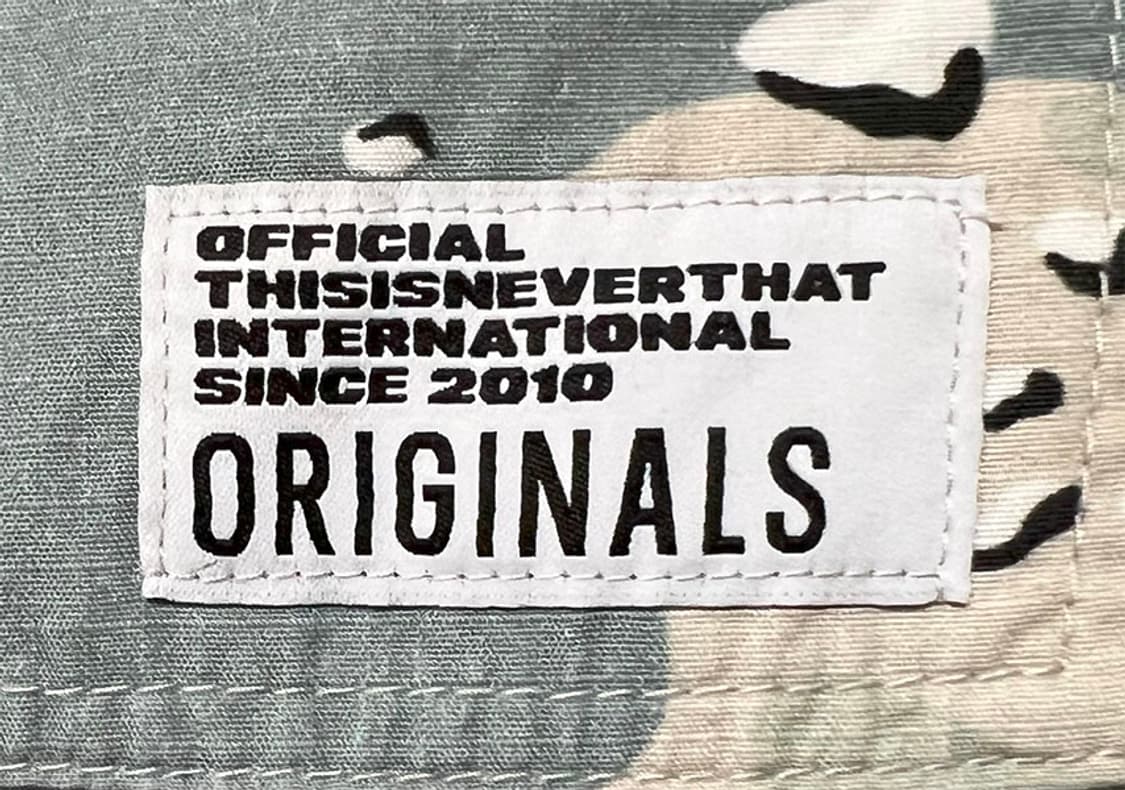 OFFICIAL
THISISNEVERTHAT
INTERNATIONAL
SINCE 2010
ORIGINALS